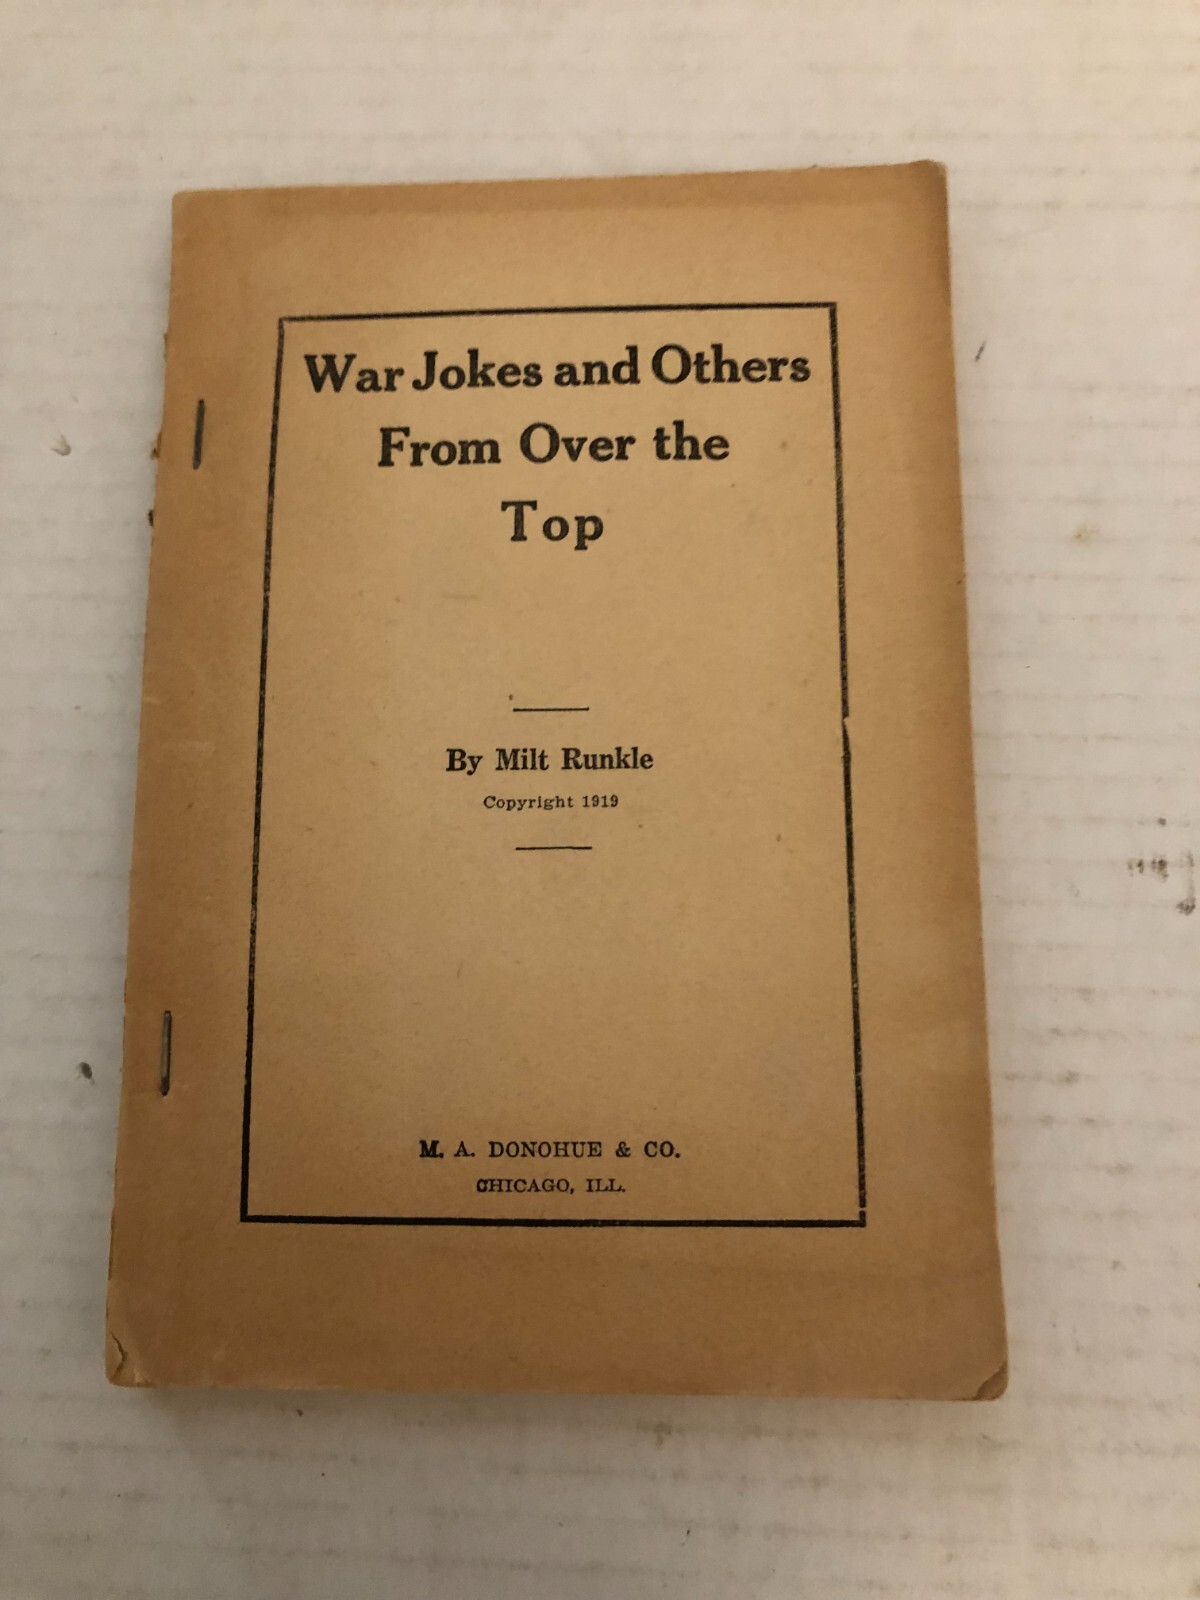 War Jokes and Others
From Over the
Top
By Milt Runkle
Copyright 1919
M. A. DONOHUE & CO.
CHICAGO, ILL.